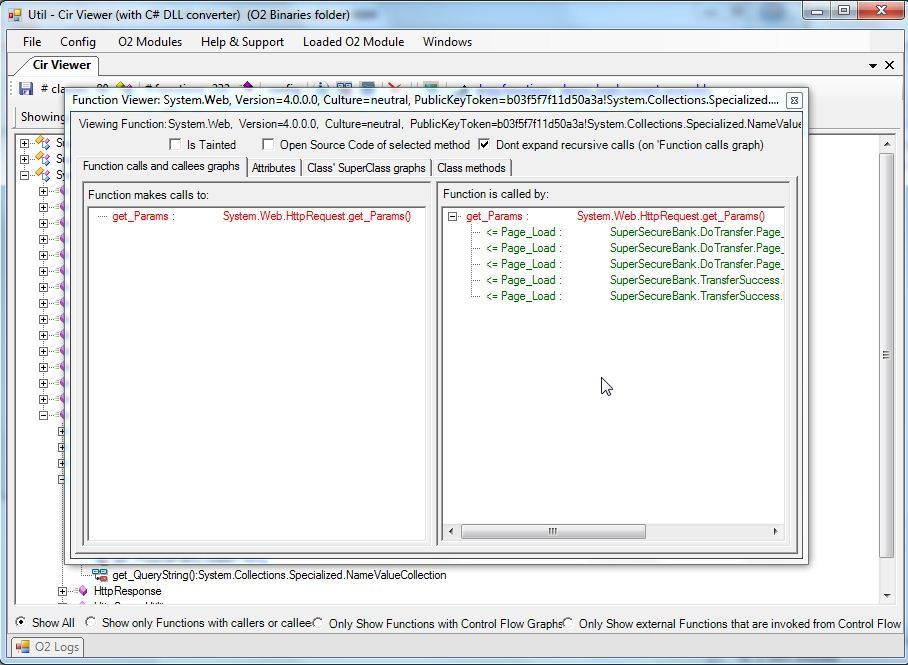 Util - Cir Viewer (with C# DLL converter) (O2 Binaries folder)
File Config O2 Modules Help & Support Loaded O2 Module Windows
Cir Viewer
Function Viewer: System.Web, Version=4.0.0.0, Culture=neutral, PublicKeyToken=b03f5f7f11d50a3a!System.Collections.Specialized....
Showing
Viewing Function: System.Web, Version=4.0.0.0, Culture=neutral, PublicKeyToken=b03f5f7f11d50a3a!System.Collections.Specialized.NameValue
Is Tainted Open Source Code of selected method Dont expand recursive calls (on 'Function calls graph)
Function calls and callees graphs Attributes Class' SuperClass graphs Class methods
Function makes calls to:
get_Params : System.Web.HttpRequest.get_Params()
Function is called by:
get_Params : System.Web.HttpRequest.get_Params()
<= Page_Load : SuperSecureBank.DoTransfer.Page_
<= Page_Load : SuperSecureBank.DoTransfer.Page_
<= Page_Load : SuperSecureBank.DoTransfer.Page_
<= Page_Load : SuperSecureBank.TransferSuccess.
<= Page_Load : SuperSecureBank.TransferSuccess.
get_QueryString():System.Collections.Specialized.NameValueCollection
HttpResponse
Show All Show only Functions with callers or callee Only Show Functions with Control Flow Graphs Only Show external Functions that are invoked from Control Flow
O2 Logs